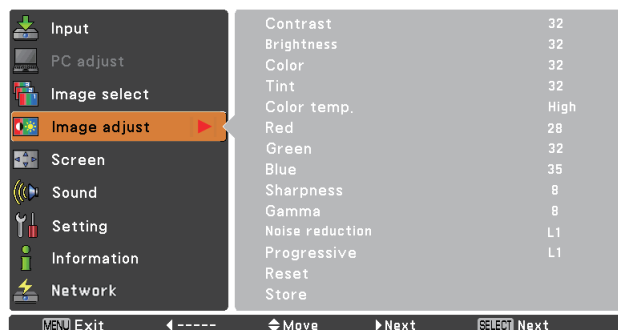 Input
PC adjust
Image select
Image adjust
Screen
Sound
Setting
Information
Network
Contrast 32
Brightness 32
Color 32
Tint 32
Color temp. High
Red 28
Green 32
Blue 35
Sharpness 8
Gamma 8
Noise reduction L1
Progressive L1
Reset
Store
MENU Exit ◀ ----- Move Next SELECT Next